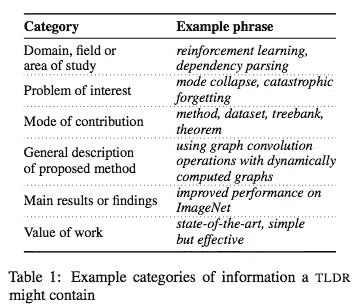 Category Example phrase
Domain, field or reinforcement learning,
area of study dependency parsing
Problem of interest mode collapse, catastrophic
forgetting
Mode of contribution method, dataset, treebank,
theorem
General description using graph convolution
of proposed method operations with dynamically
computed graphs
Main results or findings improved performance on
ImageNet
Value of work state-of-the-art, simple
but effective
Table 1: Example categories of information a TLDR
might contain